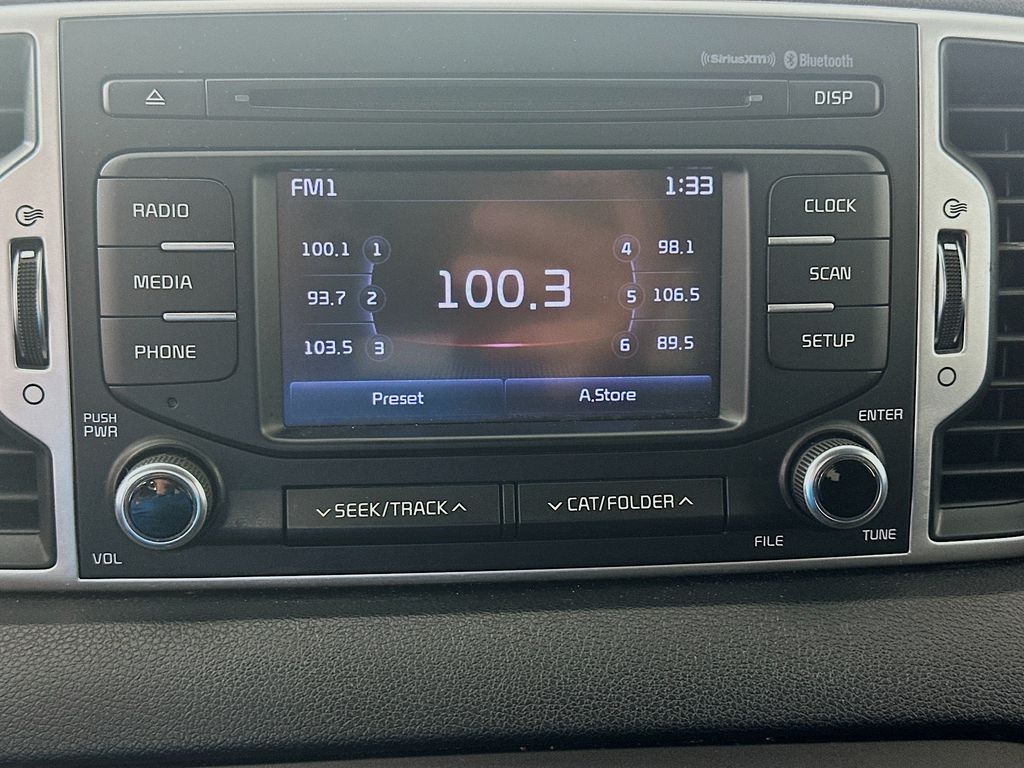 ((SiriusXM)) Bluetooth
DISP
FM1 1:33
RADIO
MEDIA
PHONE
100.1 1
93.7 2
103.5 3
100.3
4 98.1
5 106.5
6 89.5
Preset A.Store
CLOCK
SCAN
SETUP
PUSH
PWR
VOL
SEEK/TRACK
CAT/FOLDER
ENTER
FILE
TUNE